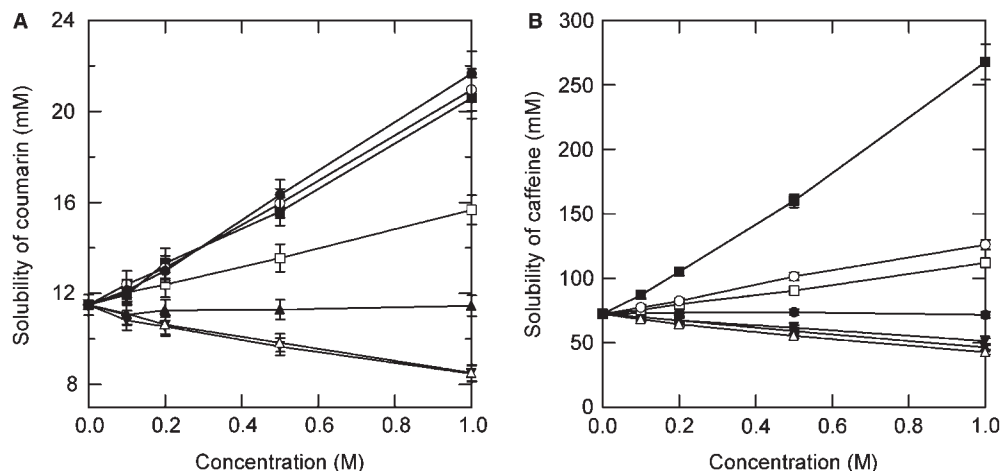 A
24
20
16
12
8
Solubility of coumarin (mM)
0.0 0.2 0.4 0.6 0.8 1.0
Concentration (M)
B
300
250
200
150
100
50
0
Solubility of caffeine (mM)
0.0 0.2 0.4 0.6 0.8 1.0
Concentration (M)